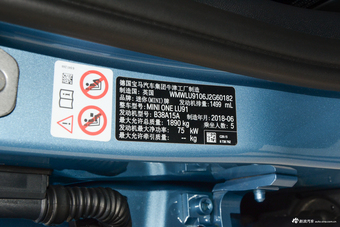 德国宝马汽车集团牛津工厂制造
制造国: 英国 WMWLU9106J2G60182
品牌: 迷你(MINI)牌 发动机排量: 1499 mL
整车型号: MINI ONE LU91
发动机型号: B38A15A 制造年月: 2018-06
最大允许总质量: 1890 kg 乘坐人数: 5
发动机最大净功率: 75 kW
最大允许牵引质量: - kg